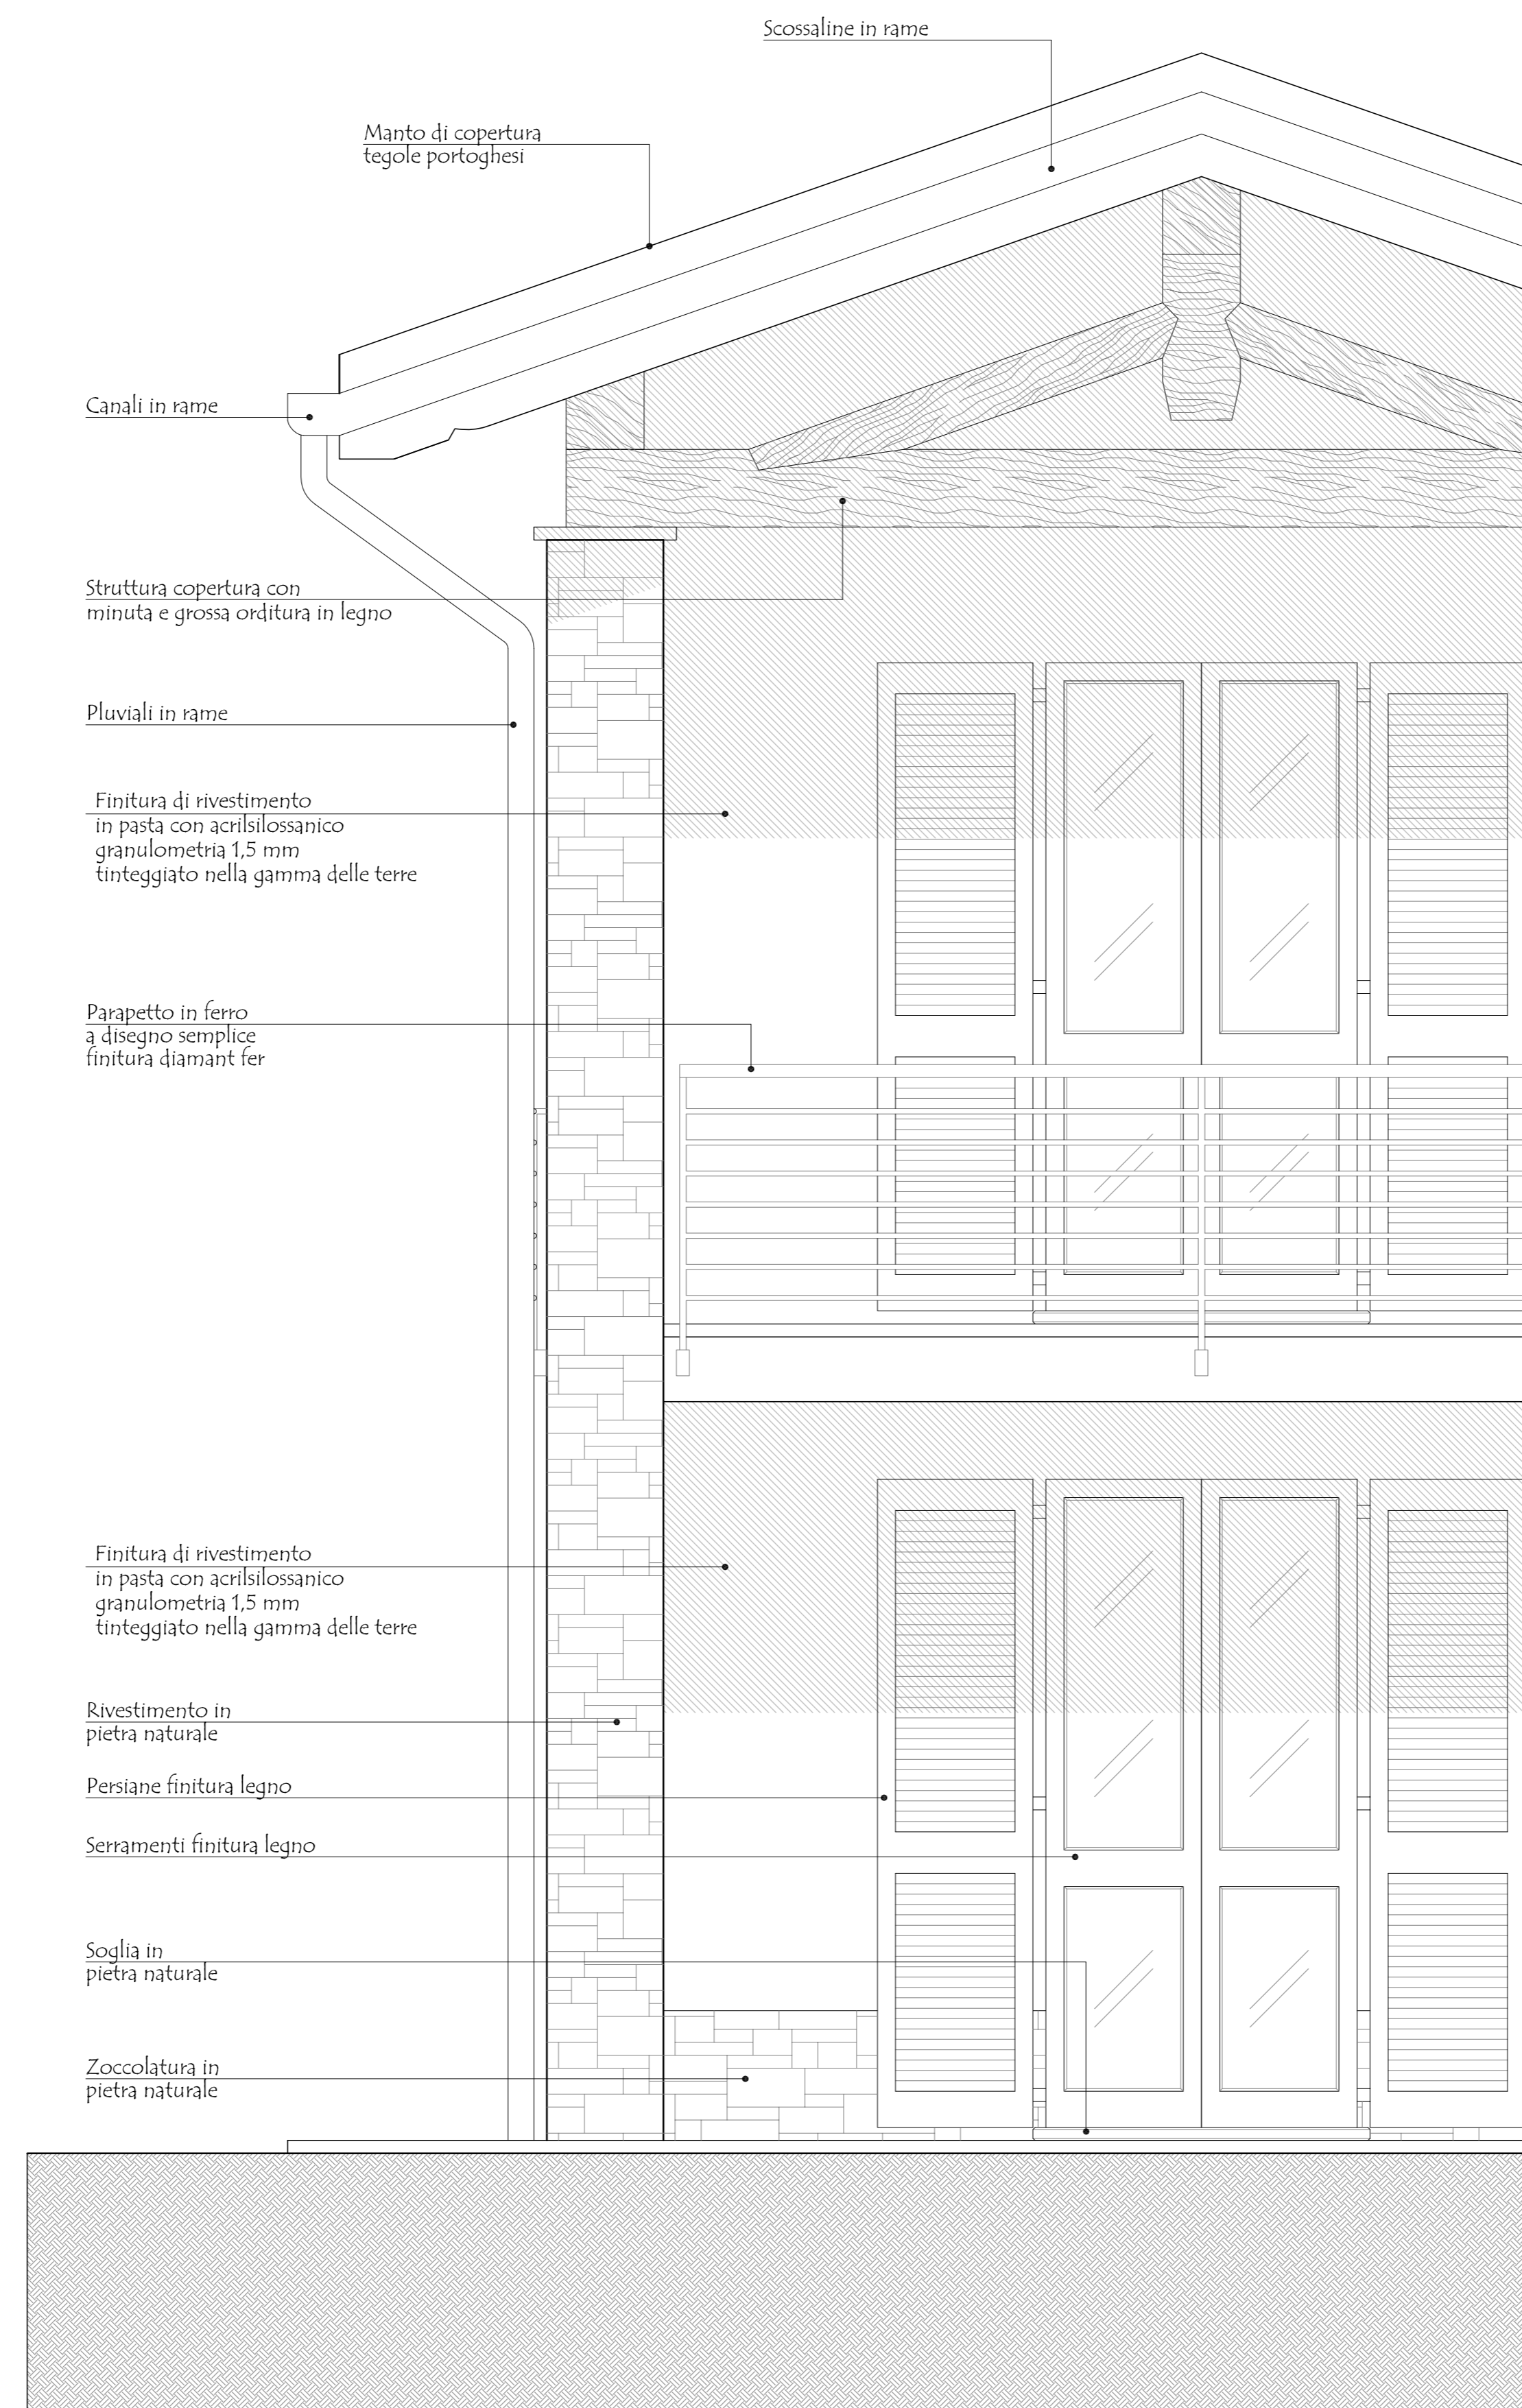 Scossaline in rame
Manto di copertura
tegole portoghesi
Canali in rame
Struttura copertura con
minuta e grossa orditura in legno
Pluviali in rame
Finitura di rivestimento
in pasta con acrilsilossanico
granulometria 1,5 mm
tinteggiato nella gamma delle terre
Parapetto in ferro
a disegno semplice
finitura diamant fer
Finitura di rivestimento
in pasta con acrilsilossanico
granulometria 1,5 mm
tinteggiato nella gamma delle terre
Rivestimento in
pietra naturale
Persiane finitura legno
Serramenti finitura legno
Soglia in
pietra naturale
Zoccolatura in
pietra naturale